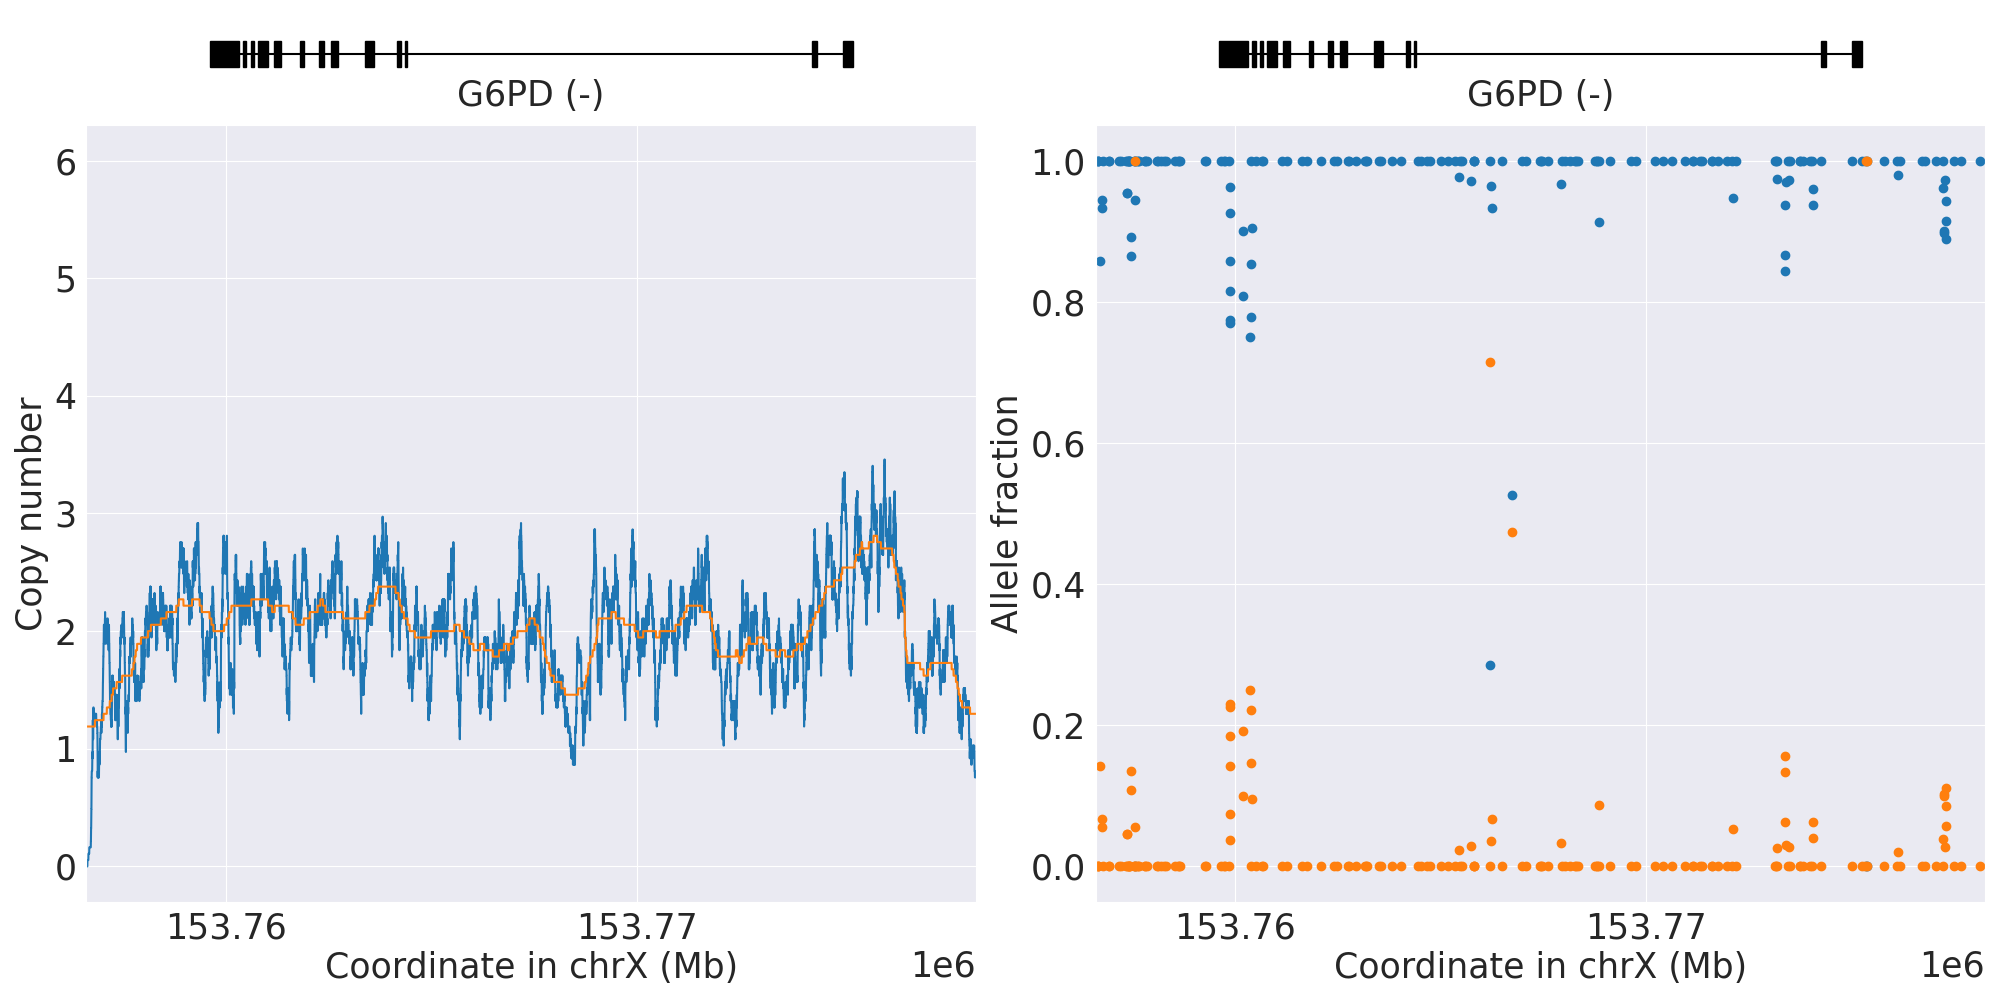 G6PD (-)
6
5
4
3
2
1
0
Copy number
153.76
153.77
Coordinate in chrX (Mb)
1e6
G6PD (-)
1.0
0.8
0.6
0.4
0.2
0.0
Allele fraction
153.76
153.77
Coordinate in chrX (Mb)
1e6